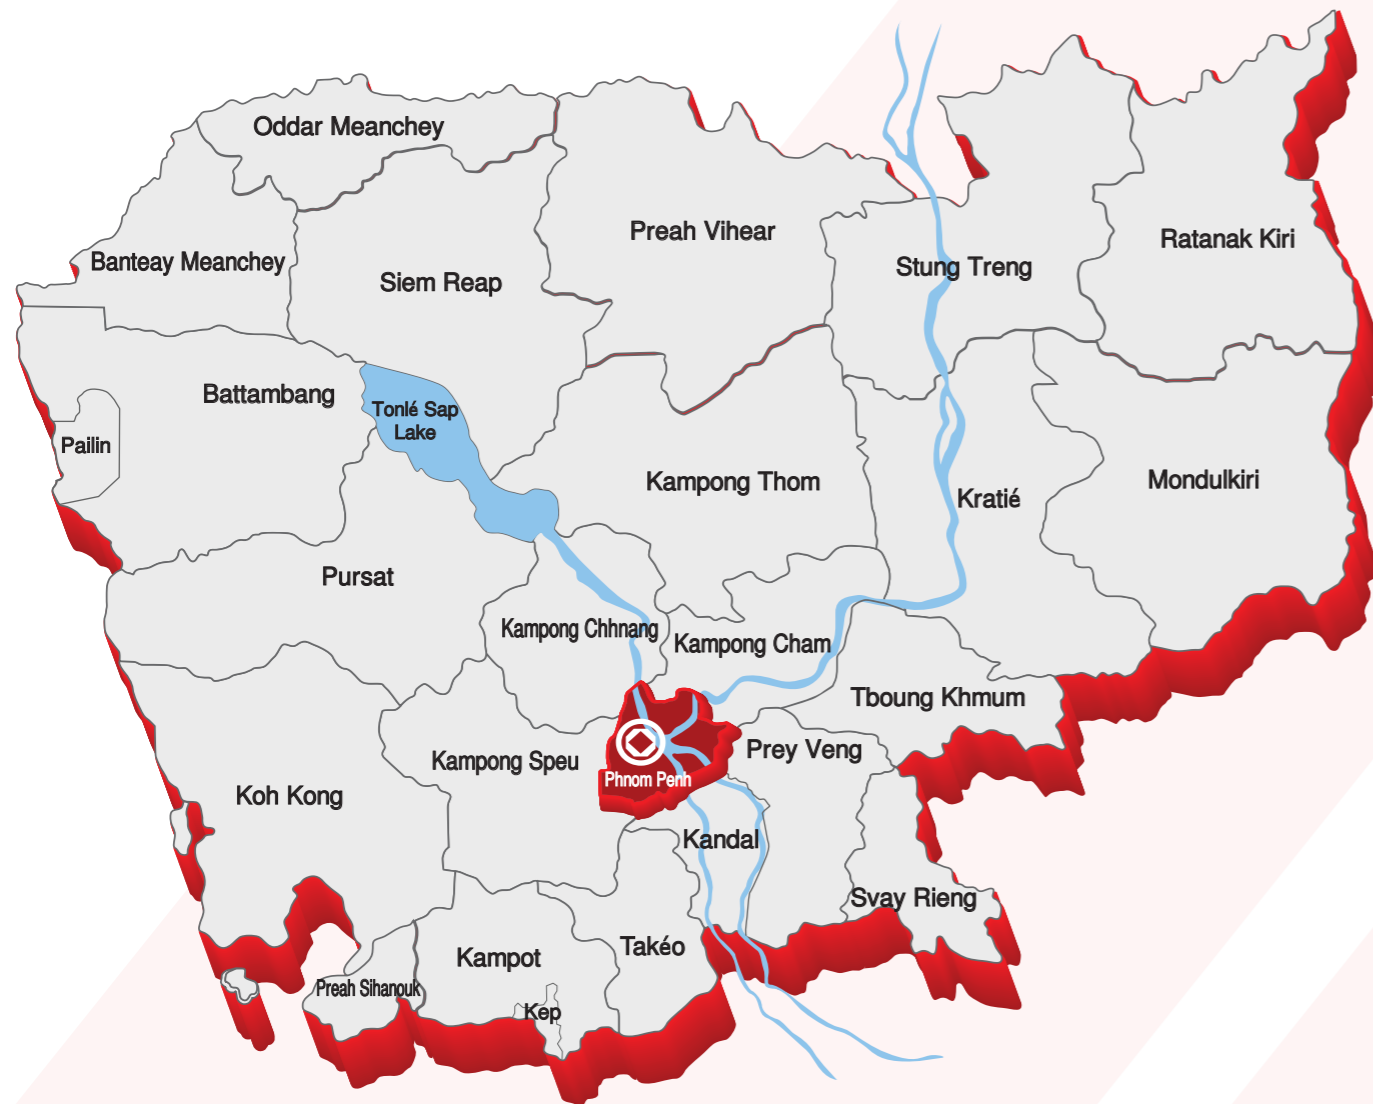 Oddar Meanchey
Preah Vihear
Ratanak Kiri
Banteay Meanchey
Stung Treng
Siem Reap
Battambang
Tonlé Sap
Lake
Pailin
Kampong Thom
Mondulkiri
Kratié
Pursat
Kampong Chhnang
Kampong Cham
Tboung Khmum
Prey Veng
Kampong Speu
Phnom Penh
Koh Kong
Kandal
Svay Rieng
Takéo
Kampot
Preah Sihanouk
Kep